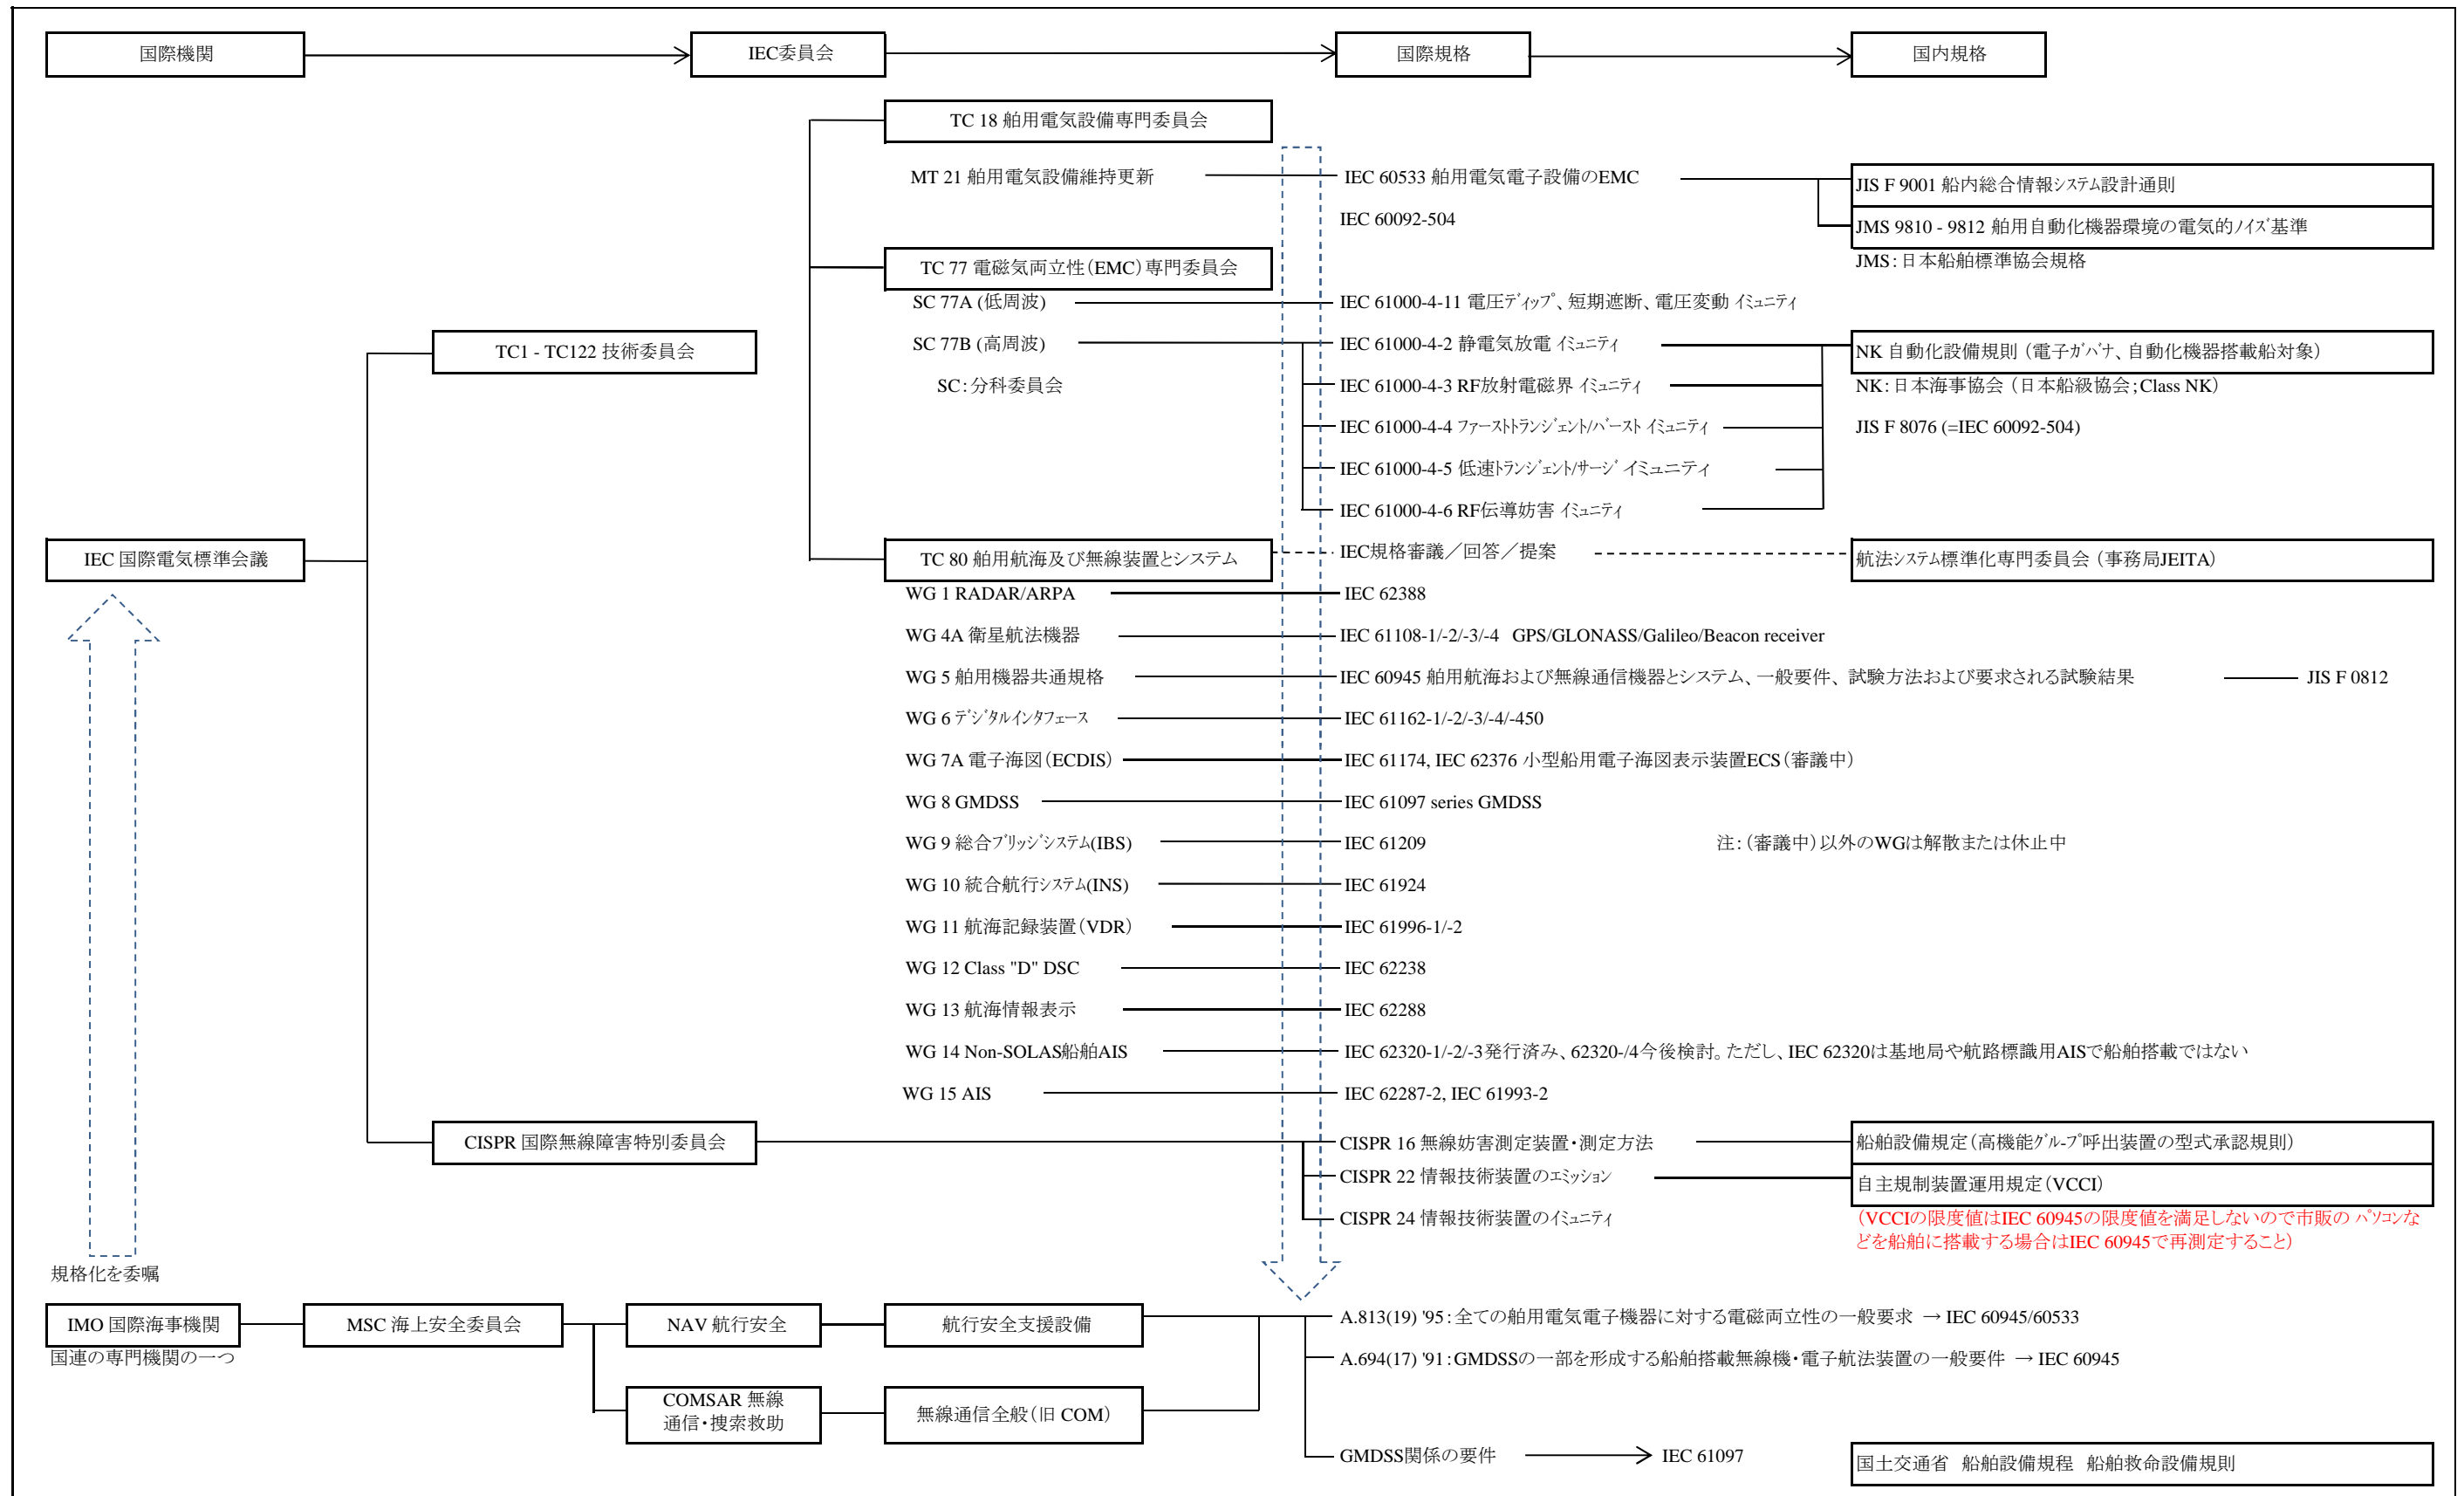 国際機関
IEC委員会
国際規格
国内規格
TC 18 舶用電気設備専門委員会
MT 21 舶用電気設備維持更新
IEC 60533 舶用電気電子設備のEMC
JIS F 9001 船内総合情報ｼｽﾃﾑ設計通則
IEC 60092-504
JMS 9810 - 9812 舶用自動化機器環境の電気的ﾉｲｽﾞ基準
TC 77 電磁気両立性（EMC）専門委員会
JMS：日本船舶標準協会規格
SC 77A (低周波)
IEC 61000-4-11 電圧ﾃﾞｨｯﾌﾟ、短期遮断、電圧変動 ｲﾐｭﾆﾃｨ
TC1 - TC122 技術委員会
SC 77B (高周波)
IEC 61000-4-2 静電気放電 ｲﾐｭﾆﾃｨ
NK 自動化設備規則（電子ｶﾞﾊﾞﾅ、自動化機器搭載船対象）
SC：分科委員会
IEC 61000-4-3 RF放射電磁界 ｲﾐｭﾆﾃｨ
NK：日本海事協会（日本船級協会；Class NK）
IEC 61000-4-4 ﾌｧｰｽﾄﾄﾗﾝｼﾞｪﾝﾄ/ﾊﾞｰｽﾄ ｲﾐｭﾆﾃｨ
JIS F 8076 (=IEC 60092-504)
IEC 61000-4-5 低速ﾄﾗﾝｼﾞｪﾝﾄ/ｻｰｼﾞ イミュニティ
IEC 61000-4-6 RF伝導妨害 ｲﾐｭﾆﾃｨ
IEC 国際電気標準会議
TC 80 舶用航海及び無線装置とシステム
IEC規格審議／回答／提案
航法ｼｽﾃﾑ標準化専門委員会（事務局JEITA）
WG 1 RADAR/ARPA
IEC 62388
WG 4A 衛星航法機器
IEC 61108-1/-2/-3/-4 GPS/GLONASS/Galileo/Beacon receiver
WG 5 舶用機器共通規格
IEC 60945 舶用航海および無線通信機器とシステム、一般要件、試験方法および要求される試験結果
JIS F 0812
WG 6 ﾃﾞｼﾞﾀﾙｲﾝﾀﾌｪｰｽ
IEC 61162-1/-2/-3/-4/-450
WG 7A 電子海図（ECDIS）
IEC 61174, IEC 62376 小型船用電子海図表示装置ECS（審議中）
WG 8 GMDSS
IEC 61097 series GMDSS
WG 9 総合ﾌﾞﾘｯｼﾞｼｽﾃﾑ(IBS)
IEC 61209
注：（審議中）以外のWGは解散または休止中
WG 10 統合航行ｼｽﾃﾑ(INS)
IEC 61924
WG 11 航海記録装置（VDR）
IEC 61996-1/-2
WG 12 Class "D" DSC
IEC 62238
WG 13 航海情報表示
IEC 62288
WG 14 Non-SOLAS船舶AIS
IEC 62320-1/-2/-3発行済み、62320-/4今後検討。ただし、IEC 62320は基地局や航路標識用AISで船舶搭載ではない
WG 15 AIS
IEC 62287-2, IEC 61993-2
CISPR 国際無線障害特別委員会
CISPR 16 無線妨害測定装置・測定方法
船舶設備規定（高機能ｸﾞﾙｰﾌﾟ呼出装置の型式承認規則）
CISPR 22 情報技術装置のｴﾐｯｼｮﾝ
自主規制装置運用規定（VCCI）
CISPR 24 情報技術装置のｲﾐｭﾆﾃｨ
（VCCIの限度値はIEC 60945の限度値を満足しないので市販の ﾊﾟｿｺﾝな
どを船舶に搭載する場合はIEC 60945で再測定すること）
規格化を委嘱
IMO 国際海事機関
MSC 海上安全委員会
NAV 航行安全
航行安全支援設備
A.813(19) '95：全ての舶用電気電子機器に対する電磁両立性の一般要求 → IEC 60945/60533
国連の専門機関の一つ
A.694(17) '91：GMDSSの一部を形成する船舶搭載無線機・電子航法装置の一般要件 → IEC 60945
COMSAR 無線
通信・捜索救助
無線通信全般（旧 COM）
GMDSS関係の要件
IEC 61097
国土交通省 船舶設備規程 船舶救命設備規則